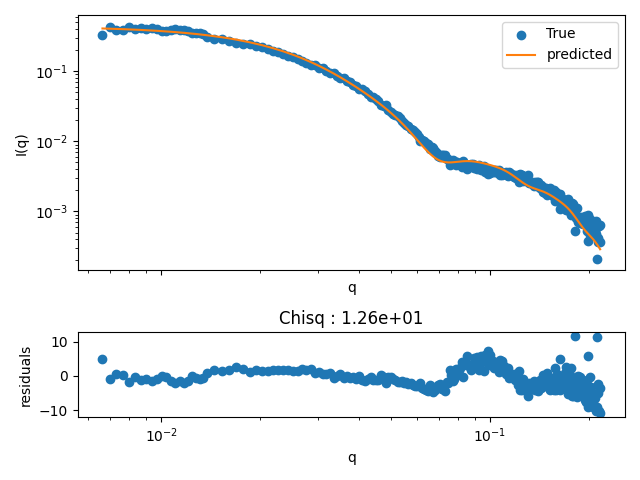 True
predicted
10⁻¹
10⁻²
10⁻³
I(q)
q
Chisq : 1.26e+01
10
0
−10
residuals
10⁻²
10⁻¹
q